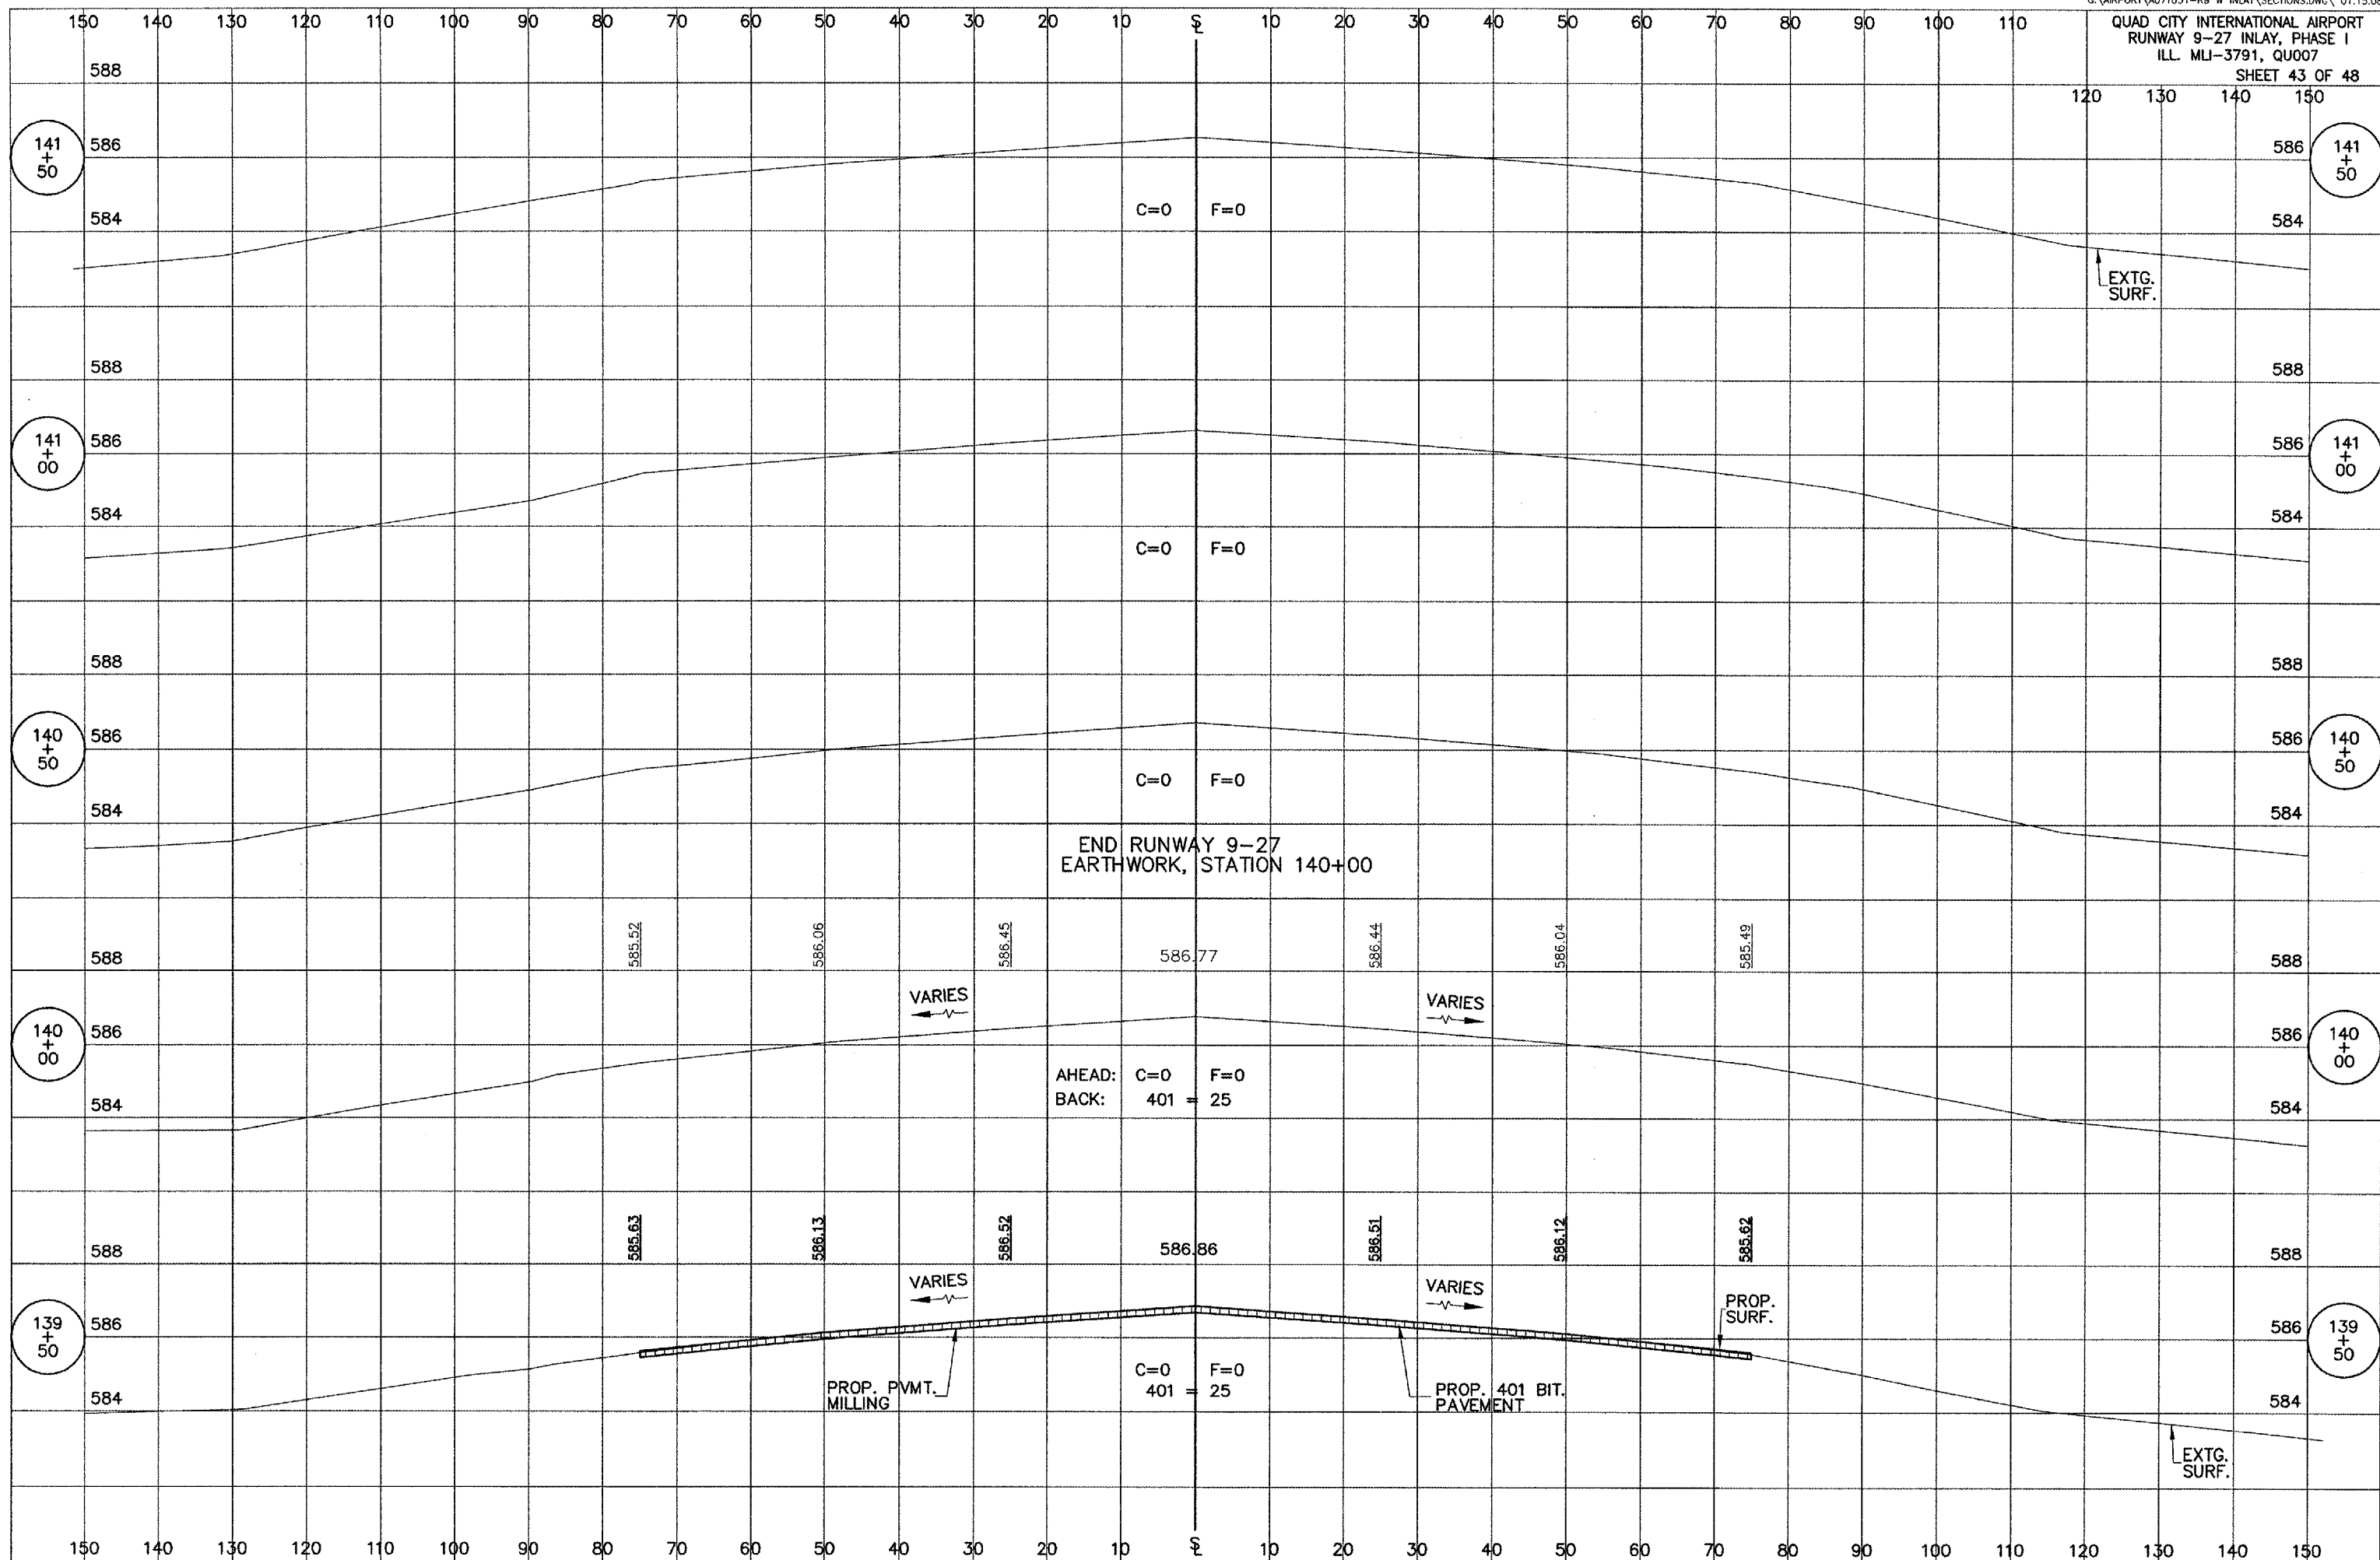 G:\AIRPORT\A077051-R9 W INLAY\SECTIONS.DWG\
QUAD CITY INTERNATIONAL AIRPORT
RUNWAY 9-27 INLAY, PHASE I
ILL. MLI-3791, QU007
SHEET 43 OF 48
150 140 130 120 110 100 90 80 70 60 50 40 30 20 10 ℄ 10 20 30 40 50 60 70 80 90 100 110
120 130 140 150
588
141
+
50
586 586
141
+
50
584 584
C=0 F=0
EXTG.
SURF.
588 588
141
+
00
586 586
141
+
00
584 584
C=0 F=0
588 588
140
+
50
586 586
140
+
50
C=0 F=0
584 584
END RUNWAY 9-27
EARTHWORK, STATION 140+00
585.52 586.06 586.45 586.77 586.44 586.04 585.49
588 588
VARIES VARIES
140
+
00
586 586
140
+
00
AHEAD: C=0 F=0
BACK: 401 = 25
584 584
585.63 586.13 586.52 586.86 586.51 586.12 585.62
588 588
VARIES VARIES
PROP.
SURF.
139
+
50
586 586
139
+
50
C=0 F=0
401 = 25
PROP. PVMT.
MILLING
PROP. 401 BIT.
PAVEMENT
584 584
EXTG.
SURF.
150 140 130 120 110 100 90 80 70 60 50 40 30 20 10 ℄ 10 20 30 40 50 60 70 80 90 100 110 120 130 140 150